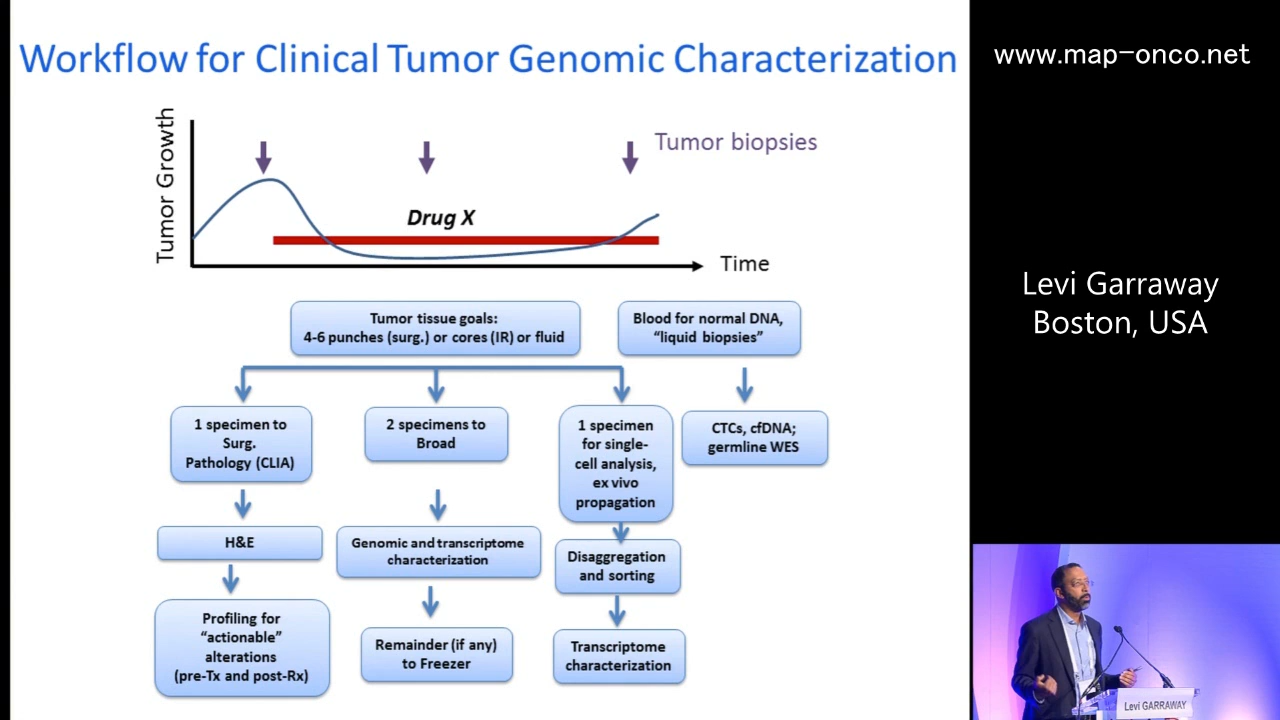 Workflow for Clinical Tumor Genomic Characterization
www.map-onco.net
Tumor Growth
Tumor biopsies
Drug X
Time
Levi Garraway
Boston, USA
Tumor tissue goals:
4-6 punches (surg.) or cores (IR) or fluid
Blood for normal DNA,
“liquid biopsies”
1 specimen to
Surg.
Pathology (CLIA)
2 specimens to
Broad
1 specimen
for single-
cell analysis,
ex vivo
propagation
CTCs, cfDNA;
germline WES
H&E
Genomic and transcriptome
characterization
Disaggregation
and sorting
Profiling for
“actionable”
alterations
(pre-Tx and post-Rx)
Remainder (if any)
to Freezer
Transcriptome
characterization
Levi GARRAWAY